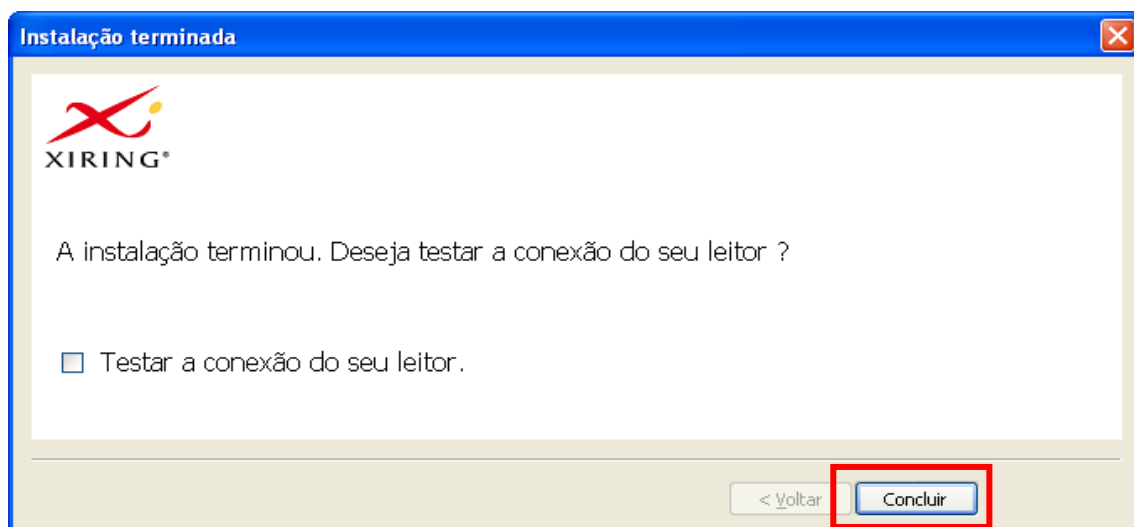 Instalação terminada
XIRING®
A instalação terminou. Deseja testar a conexão do seu leitor ?
Testar a conexão do seu leitor.
< Voltar
Concluir